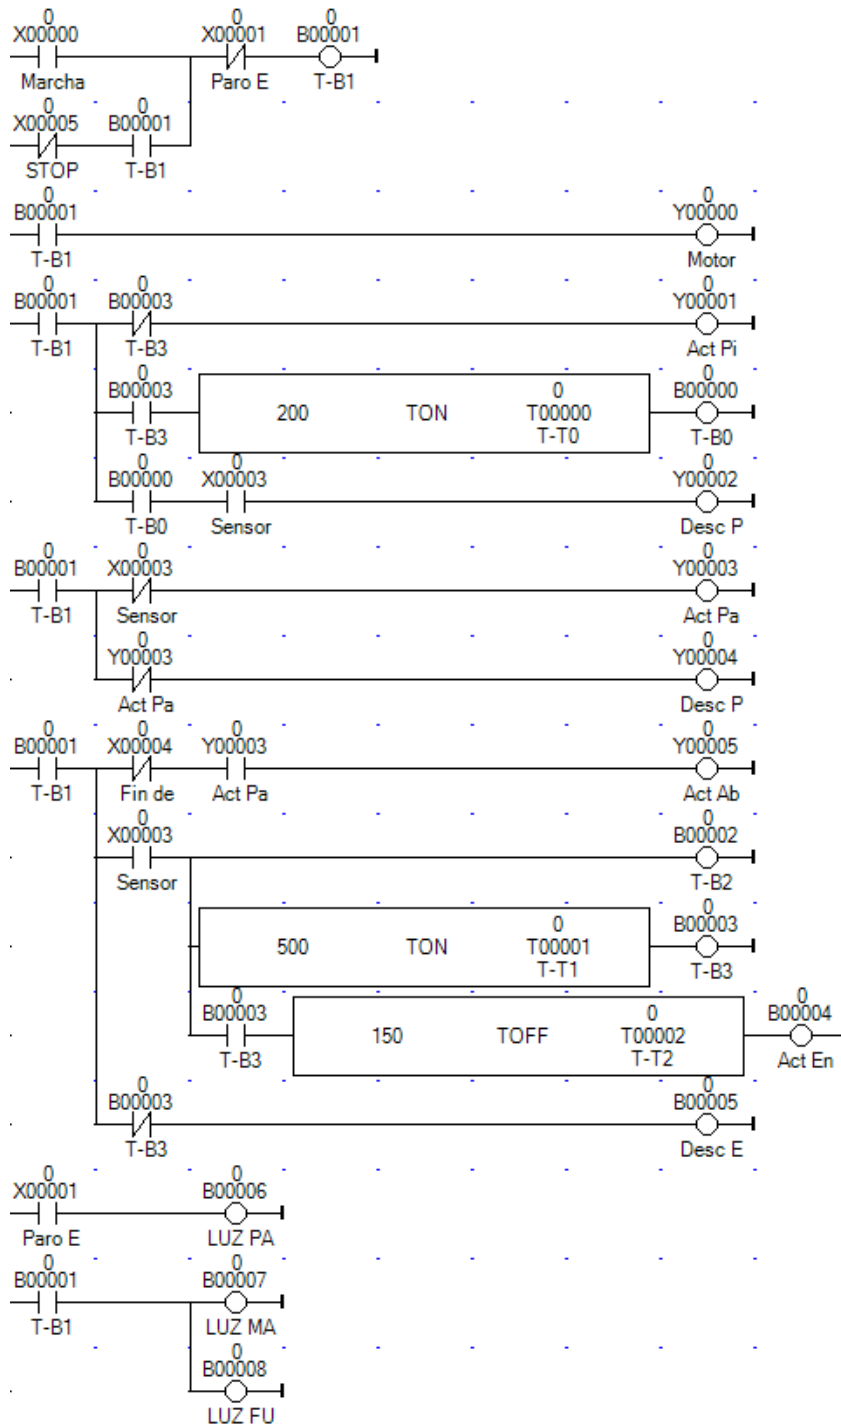 0 0 0
X00000 X00001 B00001
Marcha Paro E T-B1
0 0
X00005 B00001
STOP T-B1
0 0
B00001 Y00000
T-B1 Motor
0 0 0
B00001 B00003 Y00001
T-B1 T-B3 Act Pi
0 0 0
B00003 200 TON T00000 B00000
T-B3 T-T0 T-B0
0 0 0
B00000 X00003 Y00002
T-B0 Sensor Desc P
0 0 0
B00001 X00003 Y00003
T-B1 Sensor Act Pa
0 0
Y00003 Y00004
Act Pa Desc P
0 0 0 0
B00001 X00004 Y00003 Y00005
T-B1 Fin de Act Pa Act Ab
0 0
X00003 B00002
Sensor T-B2
0 0
500 TON T00001 B00003
T-T1 T-B3
0 0 0
B00003 150 TOFF T00002 B00004
T-B3 T-T2 Act En
0 0
B00003 B00005
T-B3 Desc E
0 0
X00001 B00006
Paro E LUZ PA
0 0
B00001 B00007
T-B1 LUZ MA
0
B00008
LUZ FU